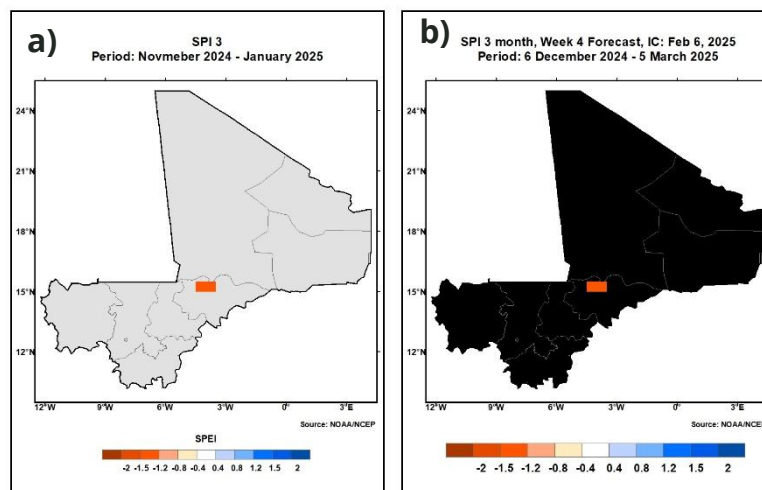 a)
SPI 3
Period: Novmeber 2024 - January 2025
24°N
21°N
18°N
15°N
12°N
12°W 9°W 6°W 3°W 0° 3°E
Source: NOAA/NCEP
SPEI
-2 -1.5 -1.2 -0.8 -0.4 0.4 0.8 1.2 1.5 2
b)
SPI 3 month, Week 4 Forecast, IC: Feb 6, 2025
Period: 6 December 2024 - 5 March 2025
24°N
21°N
18°N
15°N
12°N
12°W 9°W 6°W 3°W 0° 3°E
Source: NOAA/NCEP
-2 -1.5 -1.2 -0.8 -0.4 0.4 0.8 1.2 1.5 2